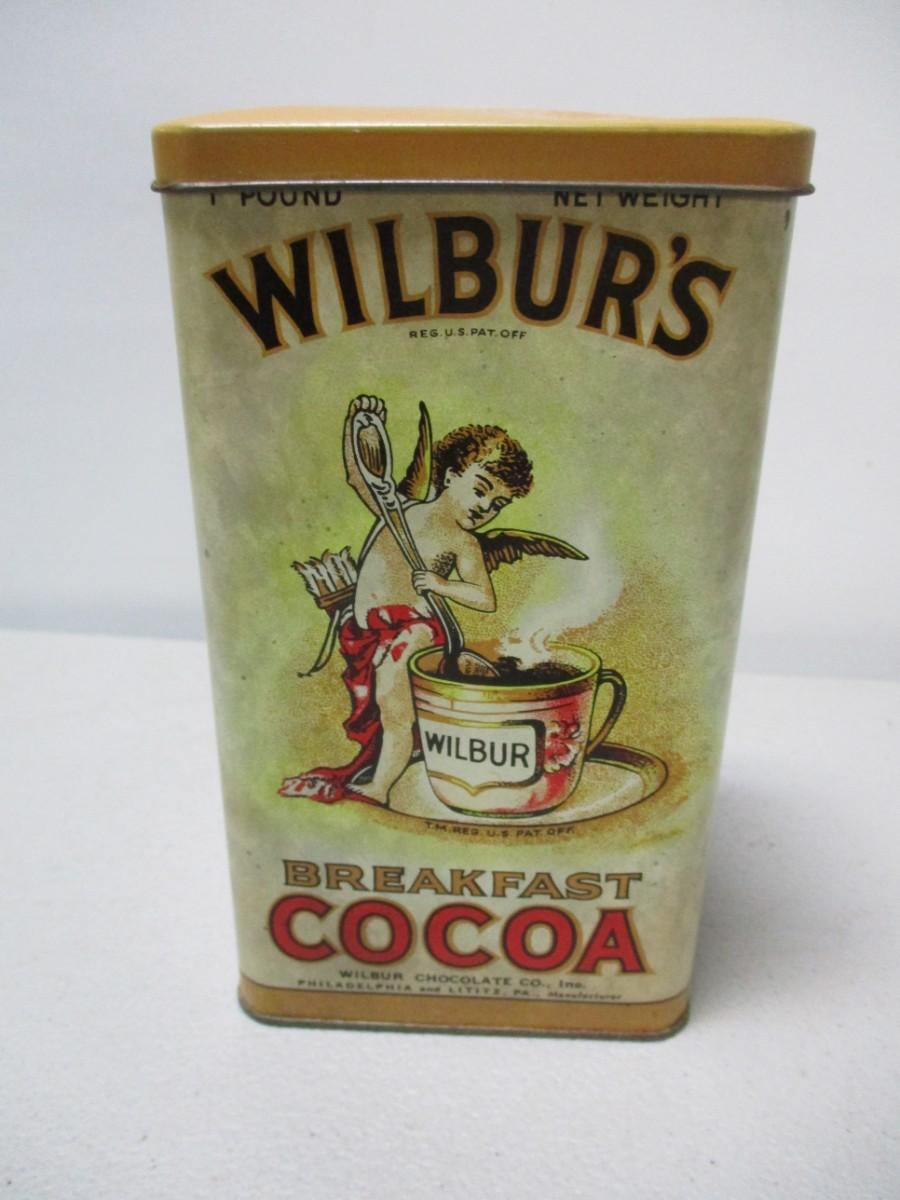 1 POUND NET WEIGHT
WILBUR'S
REG. U.S. PAT. OFF
WILBUR
T.M. REG. U.S PAT OFF.
BREAKFAST
COCOA
WILBUR CHOCOLATE CO., Inc.
PHILADELPHIA and LITITZ, PA., Manufacturer